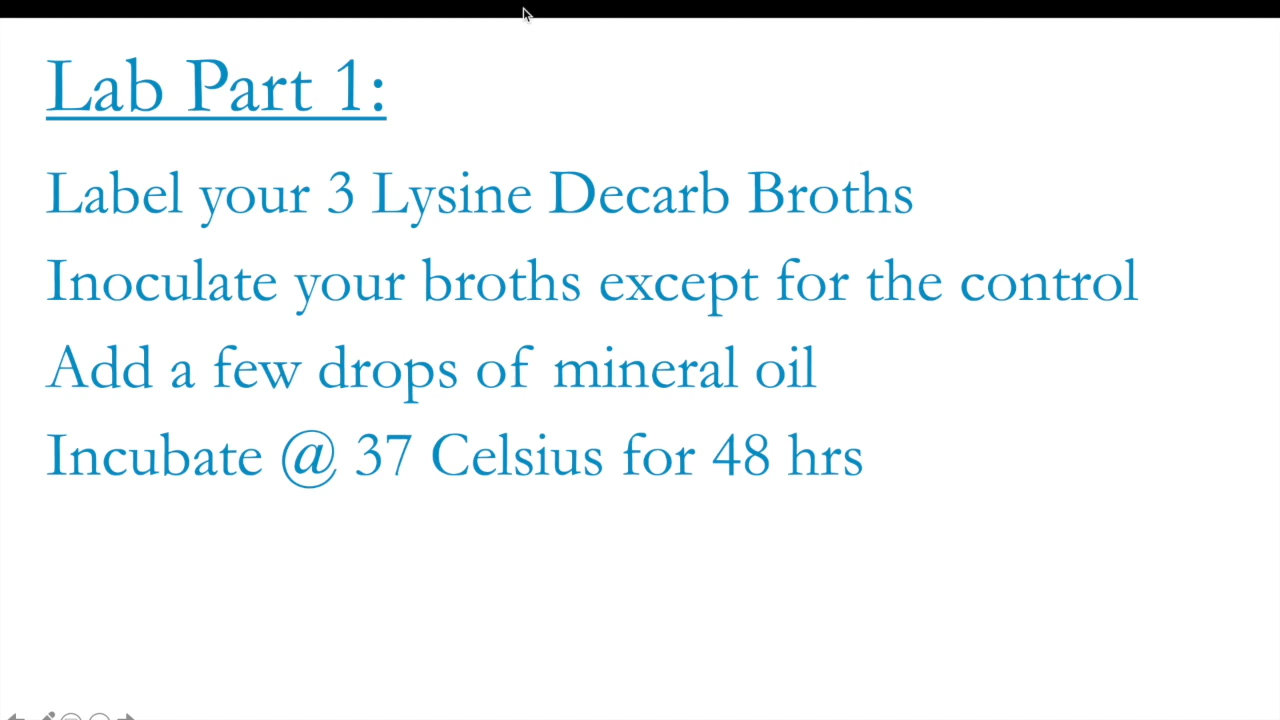 Lab Part 1:
Label your 3 Lysine Decarb Broths
Inoculate your broths except for the control
Add a few drops of mineral oil
Incubate @ 37 Celsius for 48 hrs